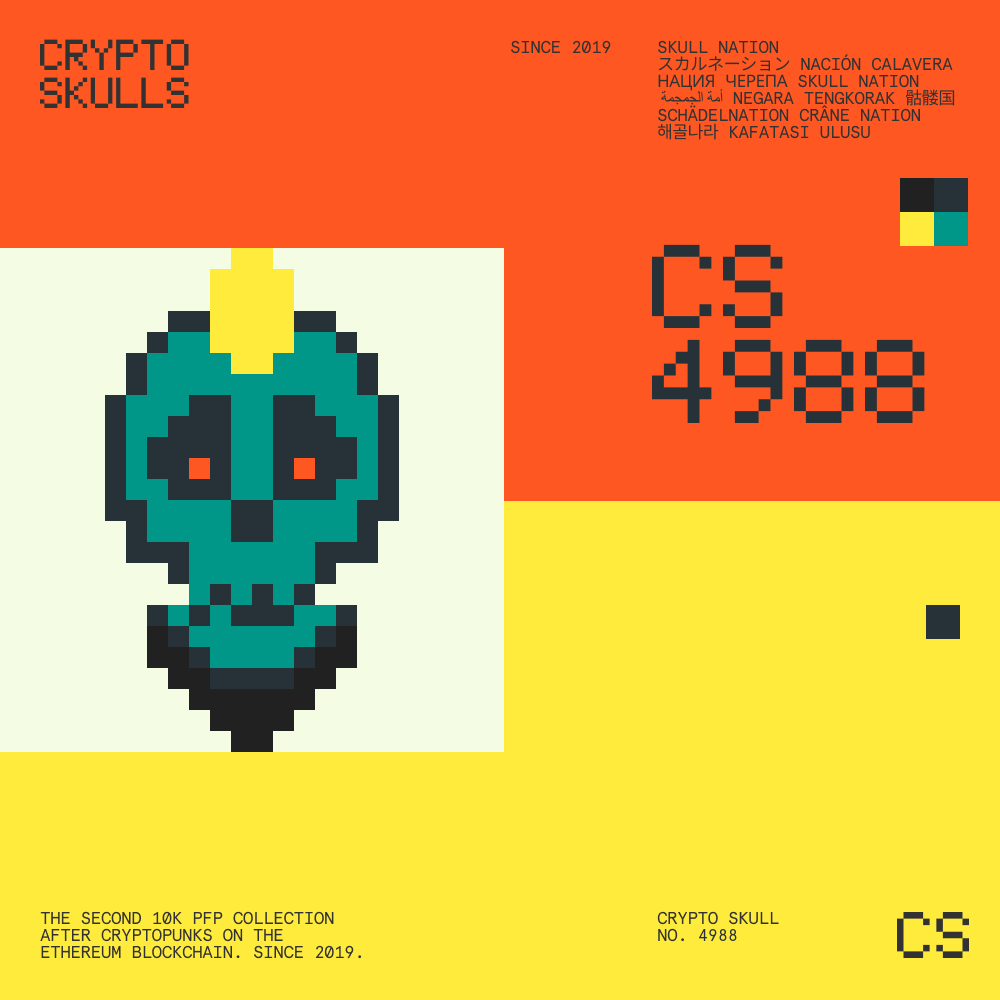 CRYPTO
SKULLS
SINCE 2019
SKULL NATION
スカルネーション NACIÓN CALAVERA
НАЦИЯ ЧЕРЕПА SKULL NATION
أمة الجمجمة NEGARA TENGKORAK 骷髅国
SCHÄDELNATION CRÂNE NATION
해골나라 KAFATASI ULUSU
CS
4988
THE SECOND 10K PFP COLLECTION
AFTER CRYPTOPUNKS ON THE
ETHEREUM BLOCKCHAIN. SINCE 2019.
CRYPTO SKULL
NO. 4988
CS